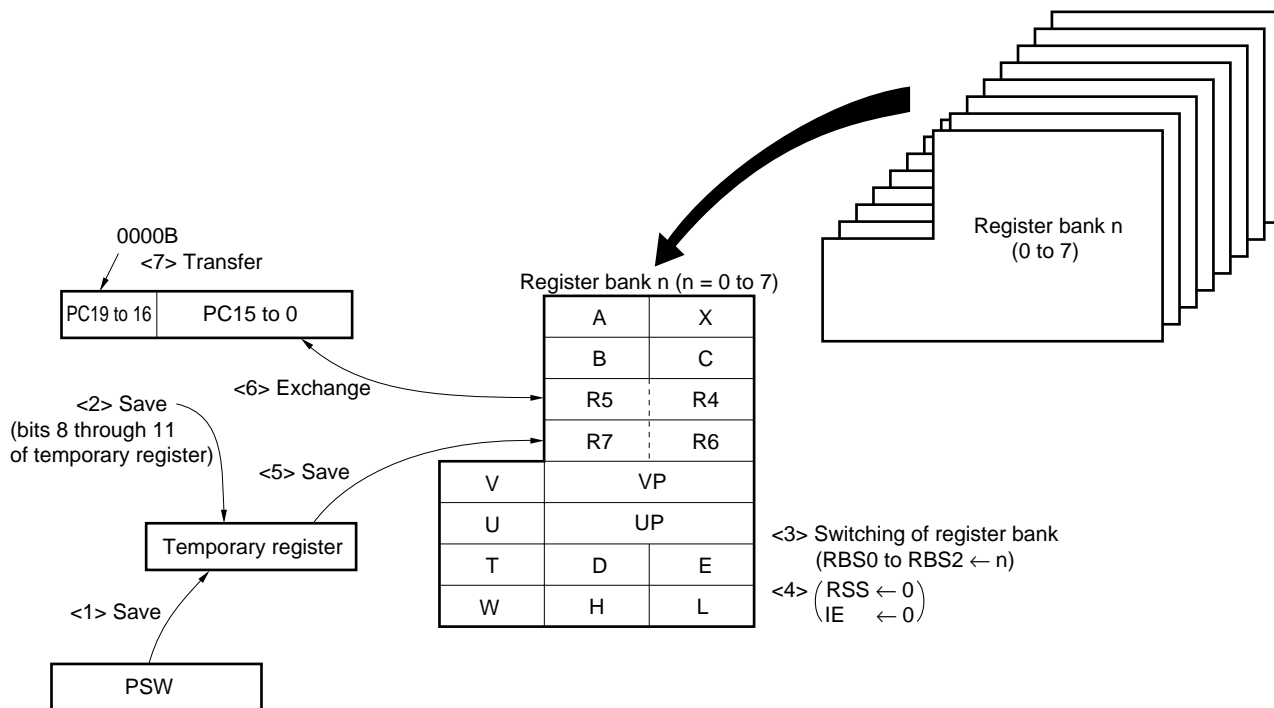 Register bank n
(0 to 7)
0000B
<7> Transfer
PC19 to 16
PC15 to 0
<6> Exchange
<2> Save
(bits 8 through 11
of temporary register)
<5> Save
Temporary register
<1> Save
PSW
Register bank n (n = 0 to 7)
A X
B C
R5 R4
R7 R6
V VP
U UP
T D E
W H L
<3> Switching of register bank
(RBS0 to RBS2 ← n)
<4> (RSS ← 0
IE ← 0)